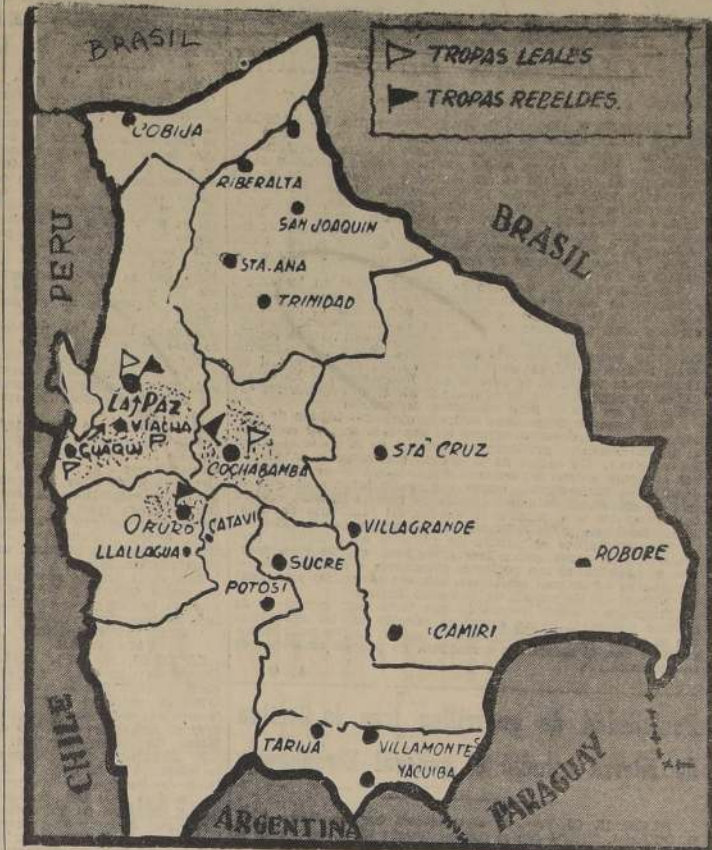 BRASIL
TROPAS LEALES
TROPAS REBELDES.
COBIJA
RIBERALTA
SAN JOAQUIN
BRASIL
PERU
STA. ANA
TRINIDAD
LA PAZ
VIACHA
GUAQUI
COCHABAMBA
STA CRUZ
ORURO
CATAVI
VILLAGRANDE
LLALLAGUA
SUCRE
ROBORE
POTOSI
CAMIRI
CHILE
TARIJA
VILLAMONTES
YACUIBA
PARAGUAY
ARGENTINA